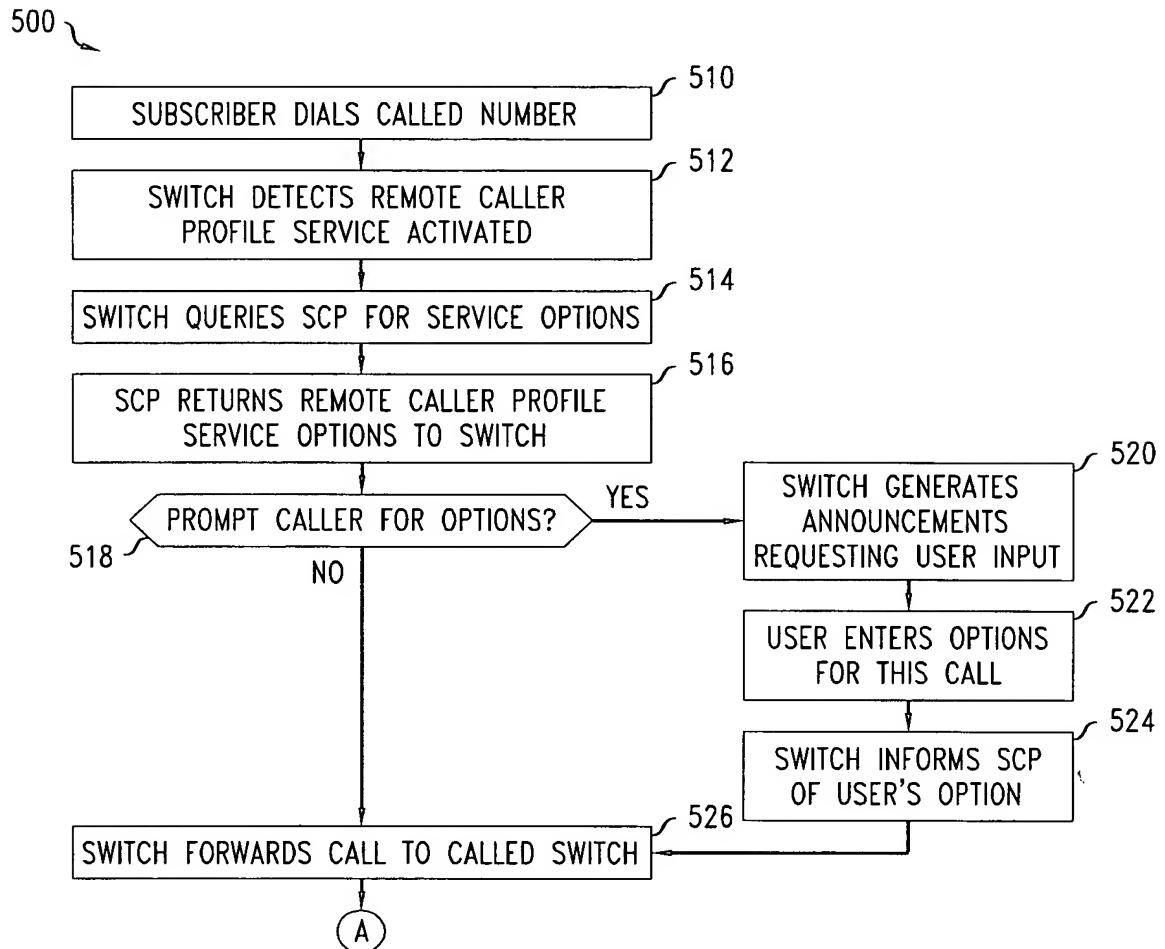 500
510
SUBSCRIBER DIALS CALLED NUMBER
512
SWITCH DETECTS REMOTE CALLER
PROFILE SERVICE ACTIVATED
514
SWITCH QUERIES SCP FOR SERVICE OPTIONS
516
SCP RETURNS REMOTE CALLER PROFILE
SERVICE OPTIONS TO SWITCH
518
PROMPT CALLER FOR OPTIONS?
YES
NO
520
SWITCH GENERATES
ANNOUNCEMENTS
REQUESTING USER INPUT
522
USER ENTERS OPTIONS
FOR THIS CALL
524
SWITCH INFORMS SCP
OF USER'S OPTION
526
SWITCH FORWARDS CALL TO CALLED SWITCH
A